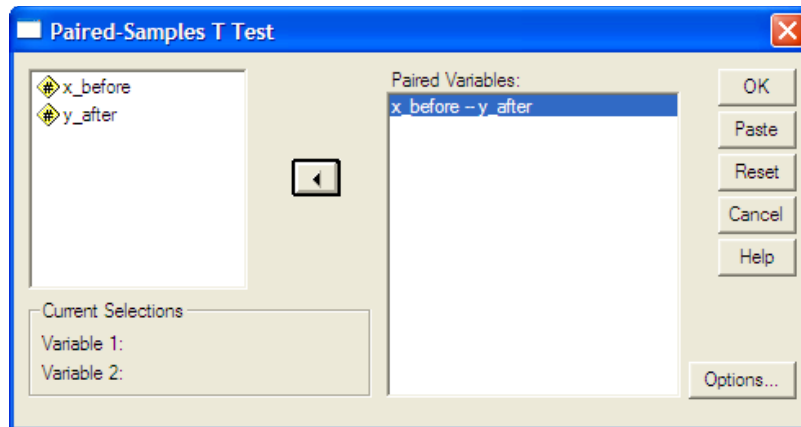 Paired-Samples T Test
x_before
y_after
Paired Variables:
x_before -- y_after
OK
Paste
Reset
Cancel
Help
Current Selections
Variable 1:
Variable 2:
Options...